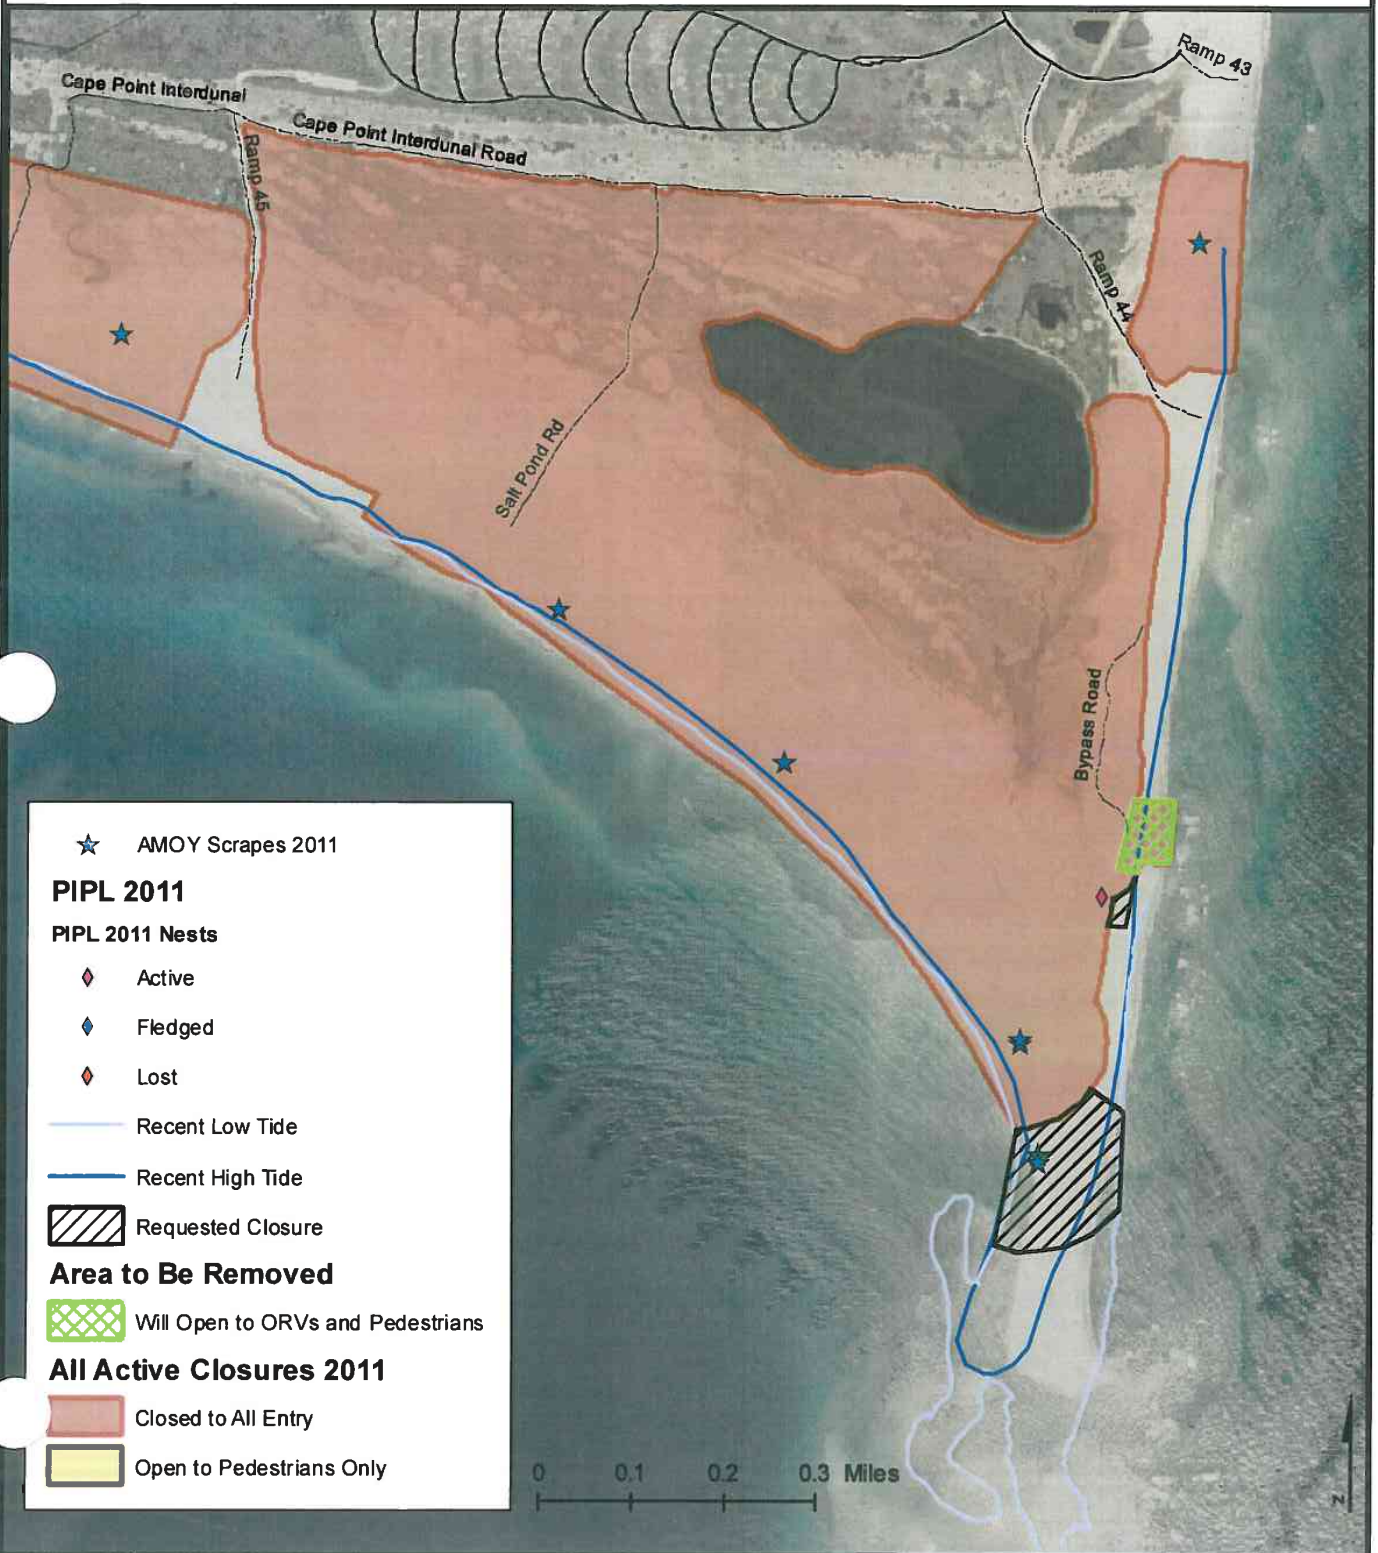 Ramp 43
Cape Point Interdunal
Cape Point Interdunal Road
Ramp 45
Ramp 44
Salt Pond Rd
Bypass Road
AMOY Scrapes 2011
PIPL 2011
PIPL 2011 Nests
Active
Fledged
Lost
Recent Low Tide
Recent High Tide
Requested Closure
Area to Be Removed
Will Open to ORVs and Pedestrians
All Active Closures 2011
Closed to All Entry
Open to Pedestrians Only
0 0.1 0.2 0.3 Miles
N